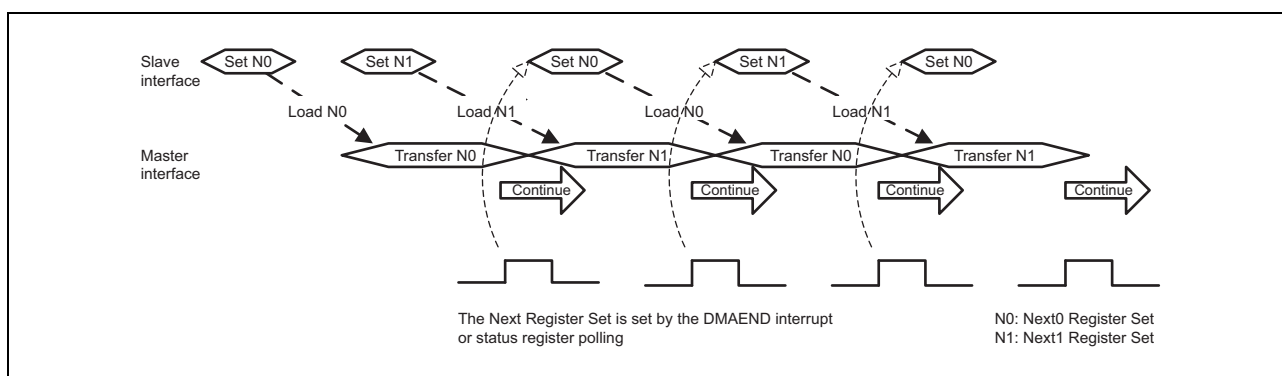 Slave
interface
Set N0
Set N1
Set N0
Set N1
Set N0
Load N0
Load N1
Load N0
Load N1
Master
interface
Transfer N0
Transfer N1
Transfer N0
Transfer N1
Continue
Continue
Continue
Continue
The Next Register Set is set by the DMAEND interrupt
or status register polling
N0: Next0 Register Set
N1: Next1 Register Set